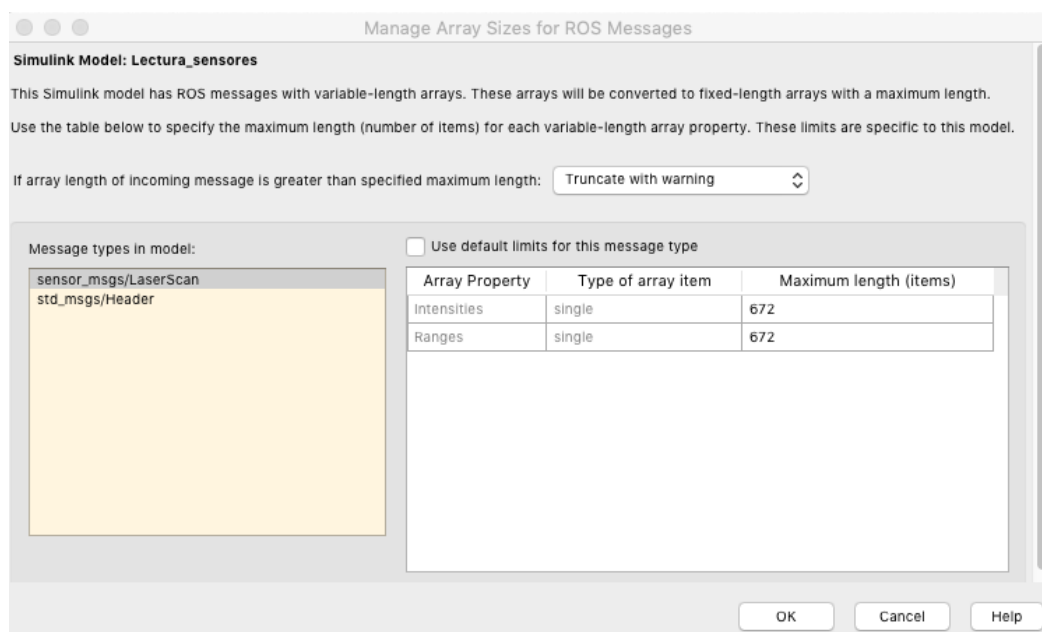 Manage Array Sizes for ROS Messages
Simulink Model: Lectura_sensores
This Simulink model has ROS messages with variable-length arrays. These arrays will be converted to fixed-length arrays with a maximum length.
Use the table below to specify the maximum length (number of items) for each variable-length array property. These limits are specific to this model.
If array length of incoming message is greater than specified maximum length: Truncate with warning
Message types in model:
sensor_msgs/LaserScan
std_msgs/Header
Use default limits for this message type
Array Property Type of array item Maximum length (items)
Intensities single 672
Ranges single 672
OK Cancel Help